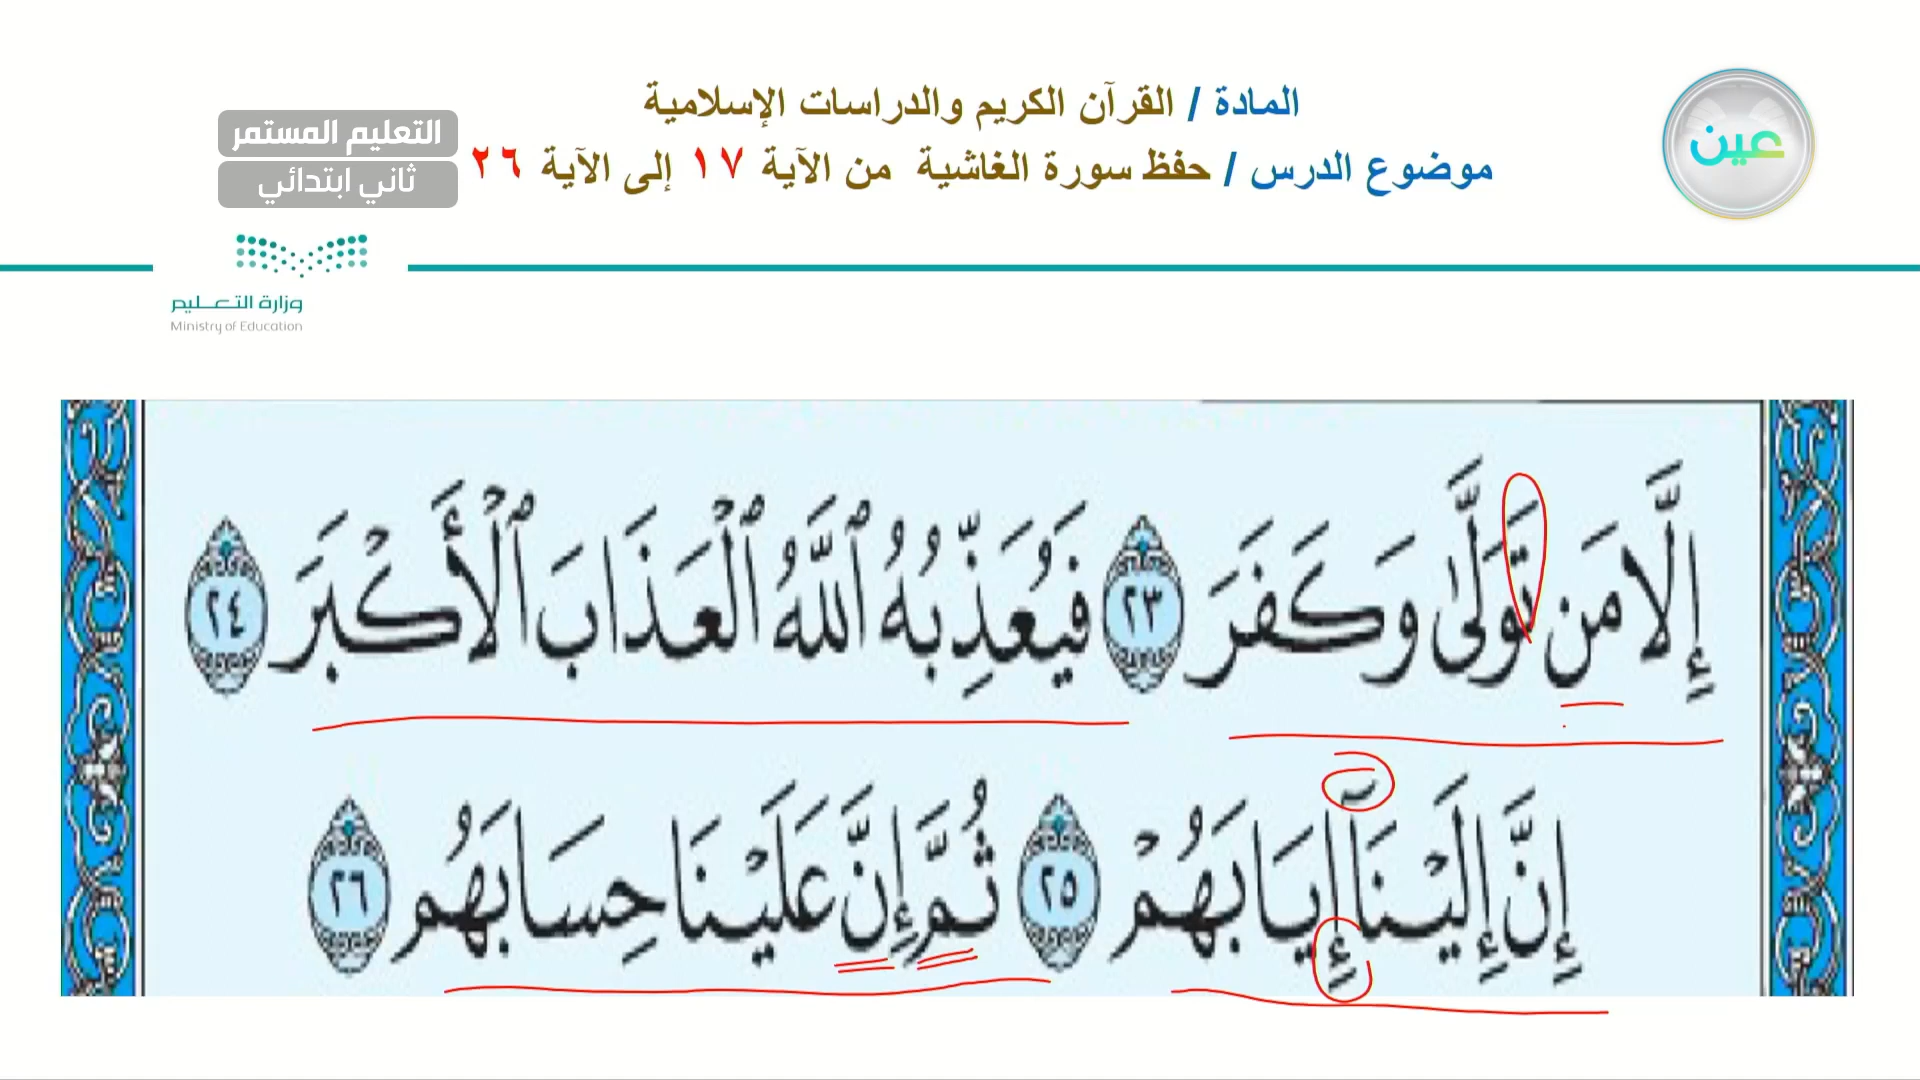 المادة / القرآن الكريم والدراسات الإسلامية
موضوع الدرس / حفظ سورة الغاشية من الآية ١٧ إلى الآية ٢٦
عين
التعليم المستمر
ثاني ابتدائي
وزارة التعـــليم
Ministry of Education
إِلَّا مَن تَوَلَّىٰ وَكَفَرَ ٢٣ فَيُعَذِّبُهُ ٱللَّهُ ٱلْعَذَابَ ٱلْأَكْبَرَ ٢٤
إِنَّ إِلَيْنَآ إِيَابَهُمْ ٢٥ ثُمَّ إِنَّ عَلَيْنَا حِسَابَهُم ٢٦